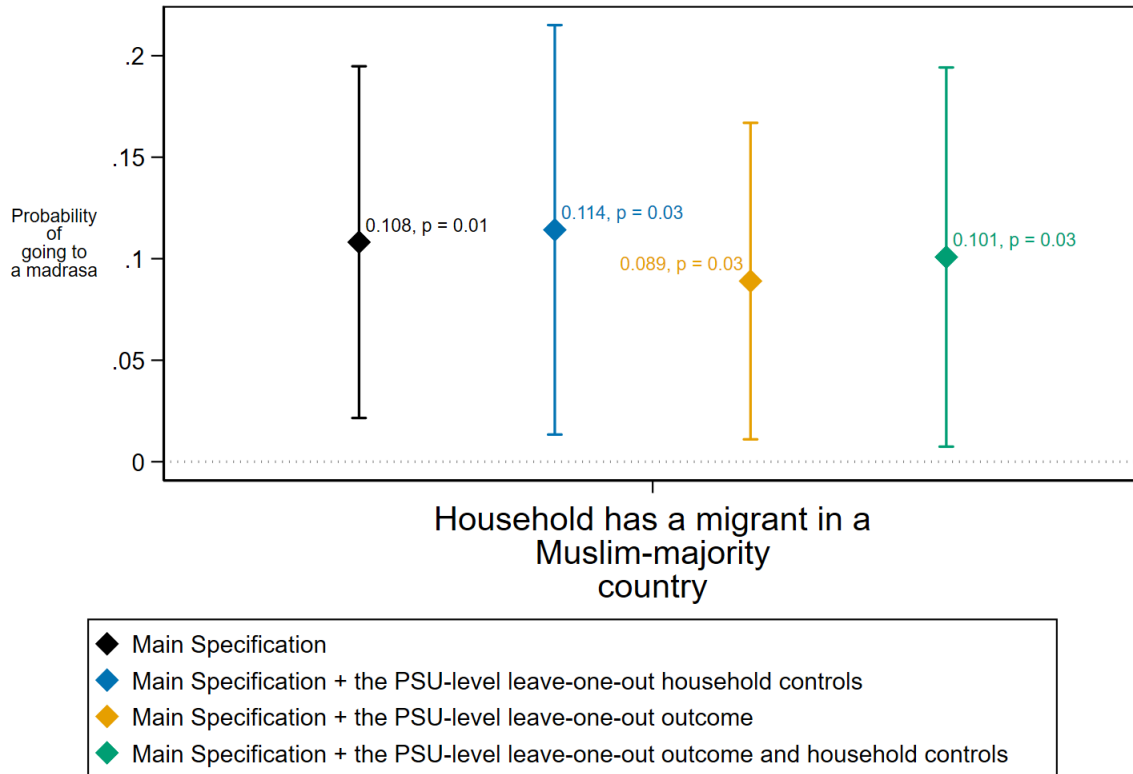 .2
.15
.1
.05
0
Probability
of
going to
a madrasa
0.108, p = 0.01
0.114, p = 0.03
0.089, p = 0.03
0.101, p = 0.03
Household has a migrant in a
Muslim-majority
country
Main Specification
Main Specification + the PSU-level leave-one-out household controls
Main Specification + the PSU-level leave-one-out outcome
Main Specification + the PSU-level leave-one-out outcome and household controls